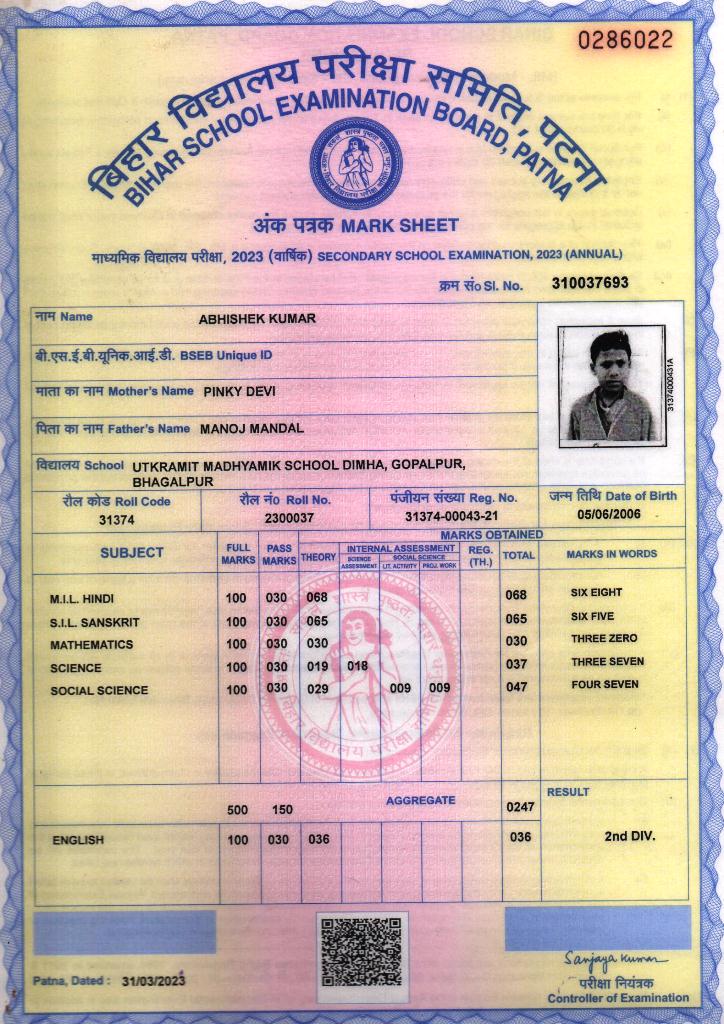 0286022
बिहार विद्यालय परीक्षा समिति, पटना
BIHAR SCHOOL EXAMINATION BOARD, PATNA
अंक पत्रक MARK SHEET
माध्यमिक विद्यालय परीक्षा, 2023 (वार्षिक) SECONDARY SCHOOL EXAMINATION, 2023 (ANNUAL)
क्रम सं० Sl. No. 310037693
नाम Name ABHISHEK KUMAR
बी.एस.ई.बी.यूनिक.आई.डी. BSEB Unique ID
माता का नाम Mother's Name PINKY DEVI
पिता का नाम Father's Name MANOJ MANDAL
विद्यालय School UTKRAMIT MADHYAMIK SCHOOL DIMHA, GOPALPUR,
BHAGALPUR
313740000431A
रौल कोड Roll Code रौल नं० Roll No. पंजीयन संख्या Reg. No. जन्म तिथि Date of Birth
31374 2300037 31374-00043-21 05/06/2006
MARKS OBTAINED
SUBJECT FULL MARKS PASS MARKS THEORY INTERNAL ASSESSMENT REG. (TH.) TOTAL MARKS IN WORDS
SCIENCE ASSESSMENT SOCIAL SCIENCE LIT. ACTIVITY PROJ. WORK
M.I.L. HINDI 100 030 068 068 SIX EIGHT
S.I.L. SANSKRIT 100 030 065 065 SIX FIVE
MATHEMATICS 100 030 030 030 THREE ZERO
SCIENCE 100 030 019 018 037 THREE SEVEN
SOCIAL SCIENCE 100 030 029 009 009 047 FOUR SEVEN
500 150 AGGREGATE 0247 RESULT
ENGLISH 100 030 036 036 2nd DIV.
Patna, Dated : 31/03/2023
Sanjaya Kumar
परीक्षा नियंत्रक
Controller of Examination